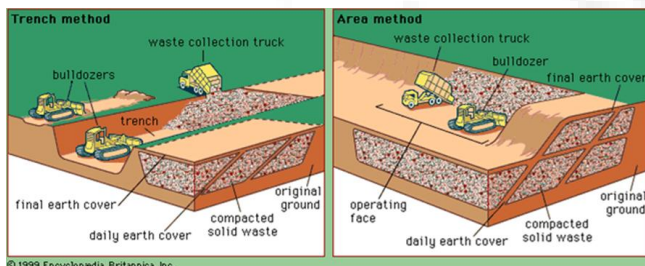 Trench method
waste collection truck
bulldozers
trench
final earth cover
daily earth cover
compacted
solid waste
original
ground
Area method
waste collection truck
bulldozer
final earth cover
operating
face
daily earth cover
compacted
solid waste
original
ground
© 1999 Encyclopædia Britannica, Inc.